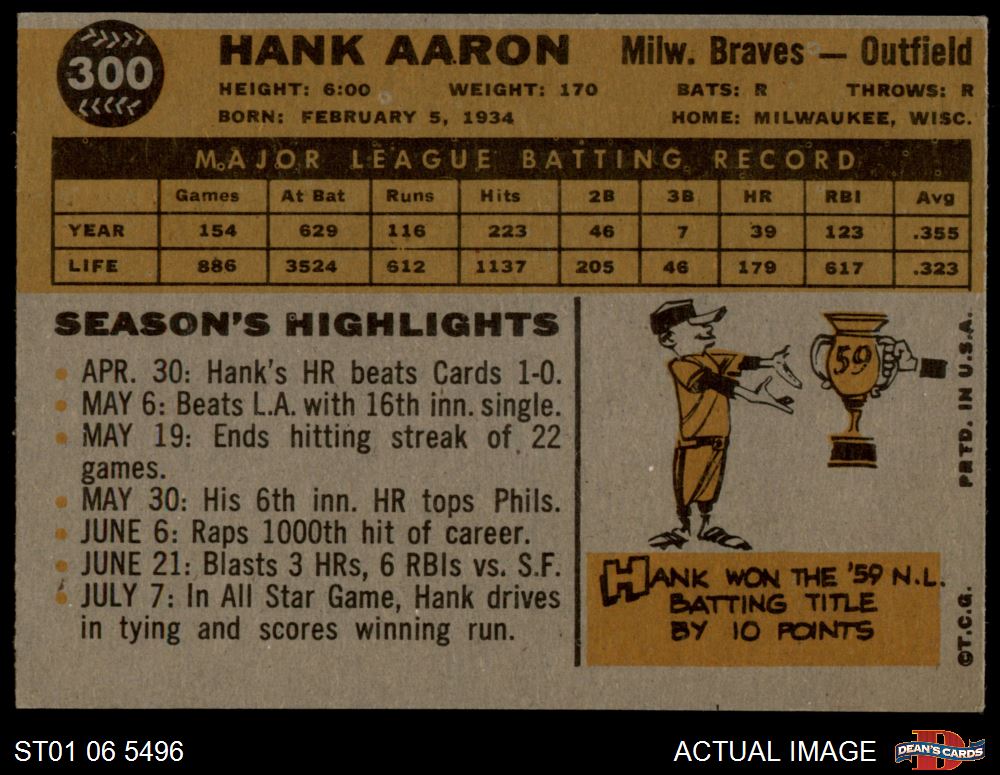 300
HANK AARON
Milw. Braves — Outfield
HEIGHT: 6:00 WEIGHT: 170 BATS: R THROWS: R
BORN: FEBRUARY 5, 1934 HOME: MILWAUKEE, WISC.
MAJOR LEAGUE BATTING RECORD
Games At Bat Runs Hits 2B 3B HR RBI Avg
YEAR 154 629 116 223 46 7 39 123 .355
LIFE 886 3524 612 1137 205 46 179 617 .323
SEASON'S HIGHLIGHTS
• APR. 30: Hank's HR beats Cards 1-0.
• MAY 6: Beats L.A. with 16th inn. single.
• MAY 19: Ends hitting streak of 22
games.
• MAY 30: His 6th inn. HR tops Phils.
• JUNE 6: Raps 1000th hit of career.
• JUNE 21: Blasts 3 HRs, 6 RBIs vs. S.F.
• JULY 7: In All Star Game, Hank drives
in tying and scores winning run.
59
HANK WON THE '59 N.L.
BATTING TITLE
BY 10 POINTS
PRTD. IN U.S.A.
©T.C.G.
ST01 06 5496
ACTUAL IMAGE
DEAN'S CARDS